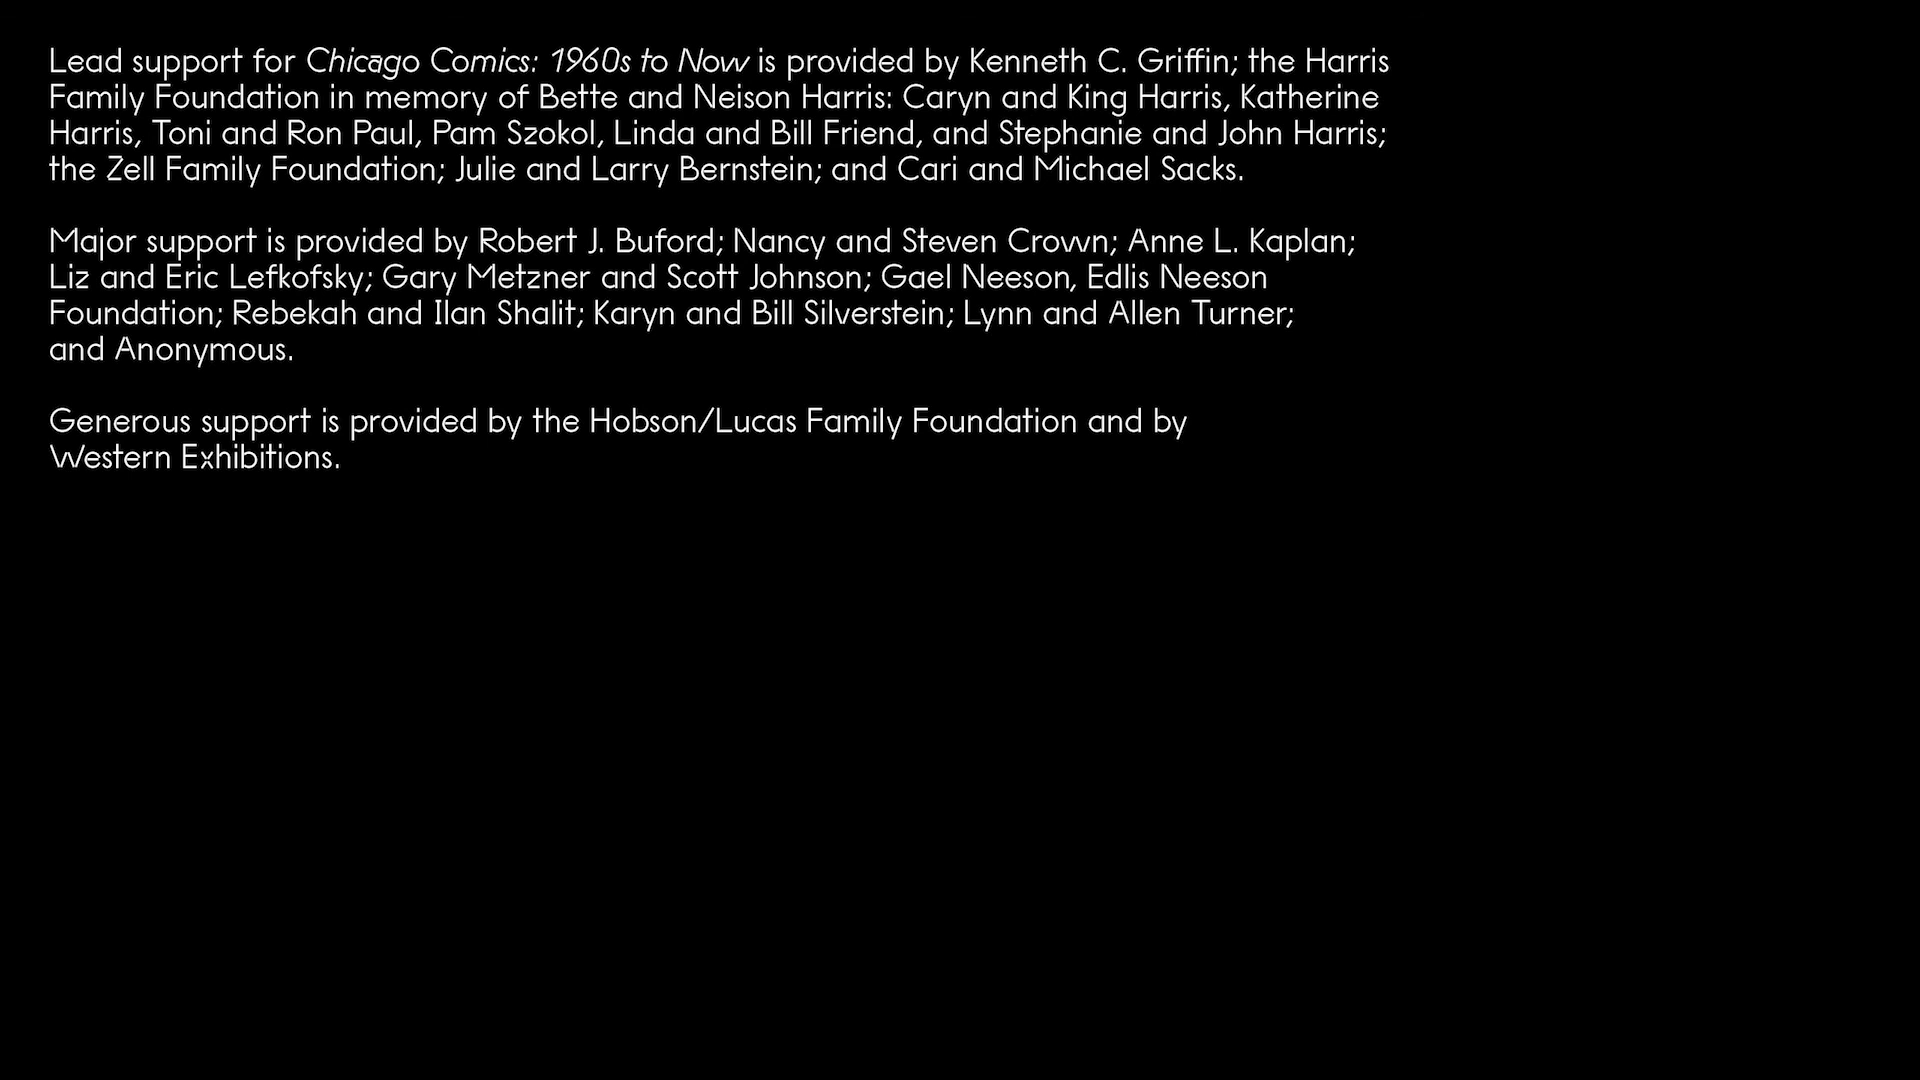 Lead support for Chicago Comics: 1960s to Now is provided by Kenneth C. Griffin; the Harris
Family Foundation in memory of Bette and Neison Harris: Caryn and King Harris, Katherine
Harris, Toni and Ron Paul, Pam Szokol, Linda and Bill Friend, and Stephanie and John Harris;
the Zell Family Foundation; Julie and Larry Bernstein; and Cari and Michael Sacks.

Major support is provided by Robert J. Buford; Nancy and Steven Crown; Anne L. Kaplan;
Liz and Eric Lefkofsky; Gary Metzner and Scott Johnson; Gael Neeson, Edlis Neeson
Foundation; Rebekah and Ilan Shalit; Karyn and Bill Silverstein; Lynn and Allen Turner;
and Anonymous.

Generous support is provided by the Hobson/Lucas Family Foundation and by
Western Exhibitions.